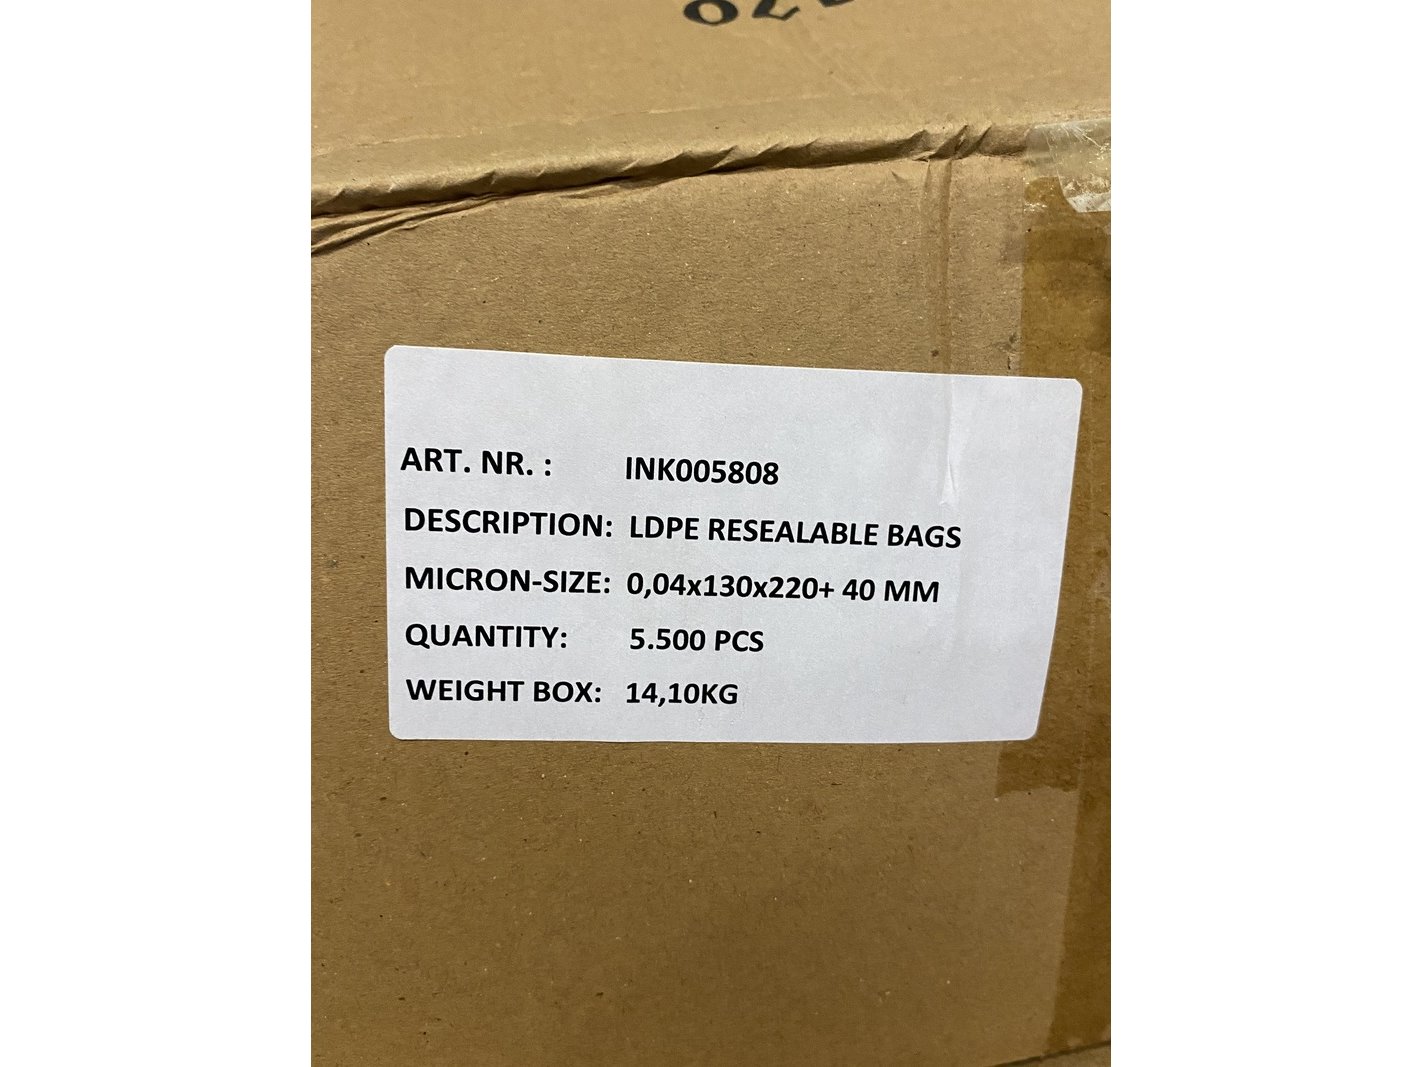 ART. NR. : INK005808
DESCRIPTION: LDPE RESEALABLE BAGS
MICRON-SIZE: 0,04x130x220+ 40 MM
QUANTITY: 5.500 PCS
WEIGHT BOX: 14,10KG